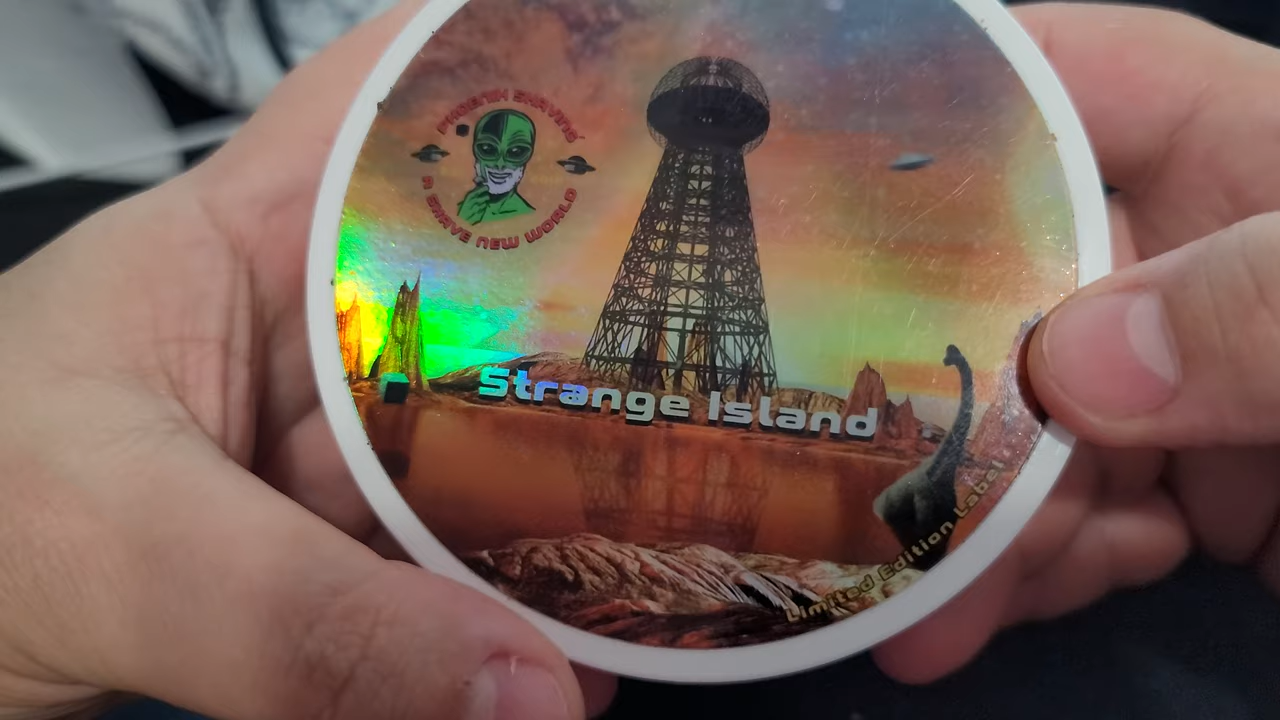 PHOENIX SHAVING
A SHAVE NEW WORLD
Strange Island
Limited Edition Label